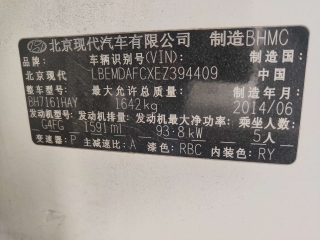 北京现代汽车有限公司 制造BHMC
品牌: 车辆识别号(VIN): 制造国:
北京现代 LBEMDAFCXEZ394409 中国
整车型号: 最大允许总质量: 制造年月:
BH7161HAY 1642kg 2014/06
发动机型号: 发动机排量: 发动机最大净功率: 乘坐人数:
G4FG 1591ml 93.8kW 5人
变速器: P 主减速比: A 漆色: RBC 内装色: RY